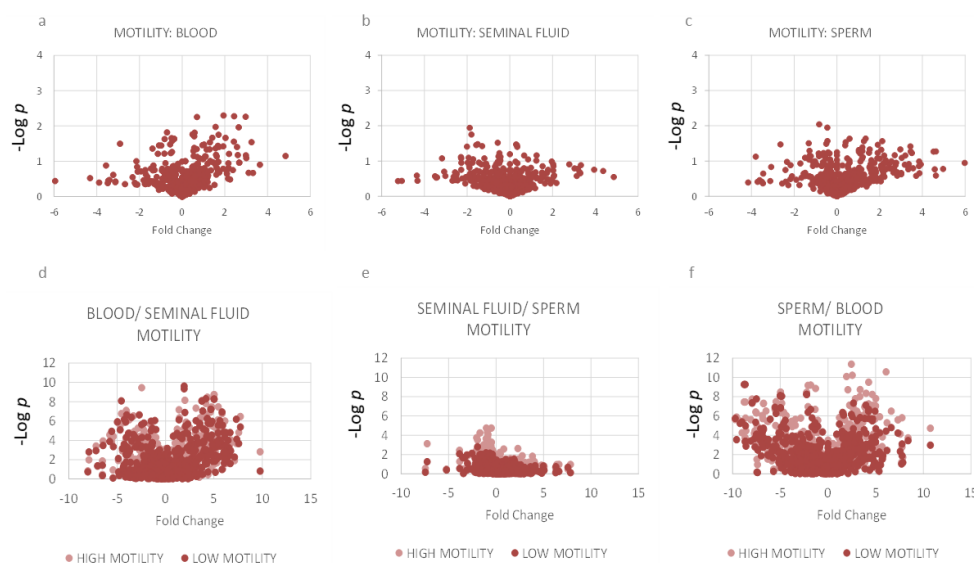 a
MOTILITY: BLOOD
4
3
2
1
0
-Log p
-6 -4 -2 0 2 4 6
Fold Change
b
MOTILITY: SEMINAL FLUID
4
3
2
1
0
-Log p
-6 -4 -2 0 2 4 6
Fold Change
c
MOTILITY: SPERM
4
3
2
1
0
-Log p
-6 -4 -2 0 2 4 6
Fold Change
d
BLOOD/ SEMINAL FLUID
MOTILITY
12
10
8
6
4
2
0
-Log p
-10 -5 0 5 10 15
Fold Change
HIGH MOTILITY LOW MOTILITY
e
SEMINAL FLUID/ SPERM
MOTILITY
12
10
8
6
4
2
0
-Log p
-10 -5 0 5 10 15
Fold Change
HIGH MOTILITY LOW MOTILITY
f
SPERM/ BLOOD
MOTILITY
12
10
8
6
4
2
0
-Log p
-10 -5 0 5 10 15
Fold Change
HIGH MOTILITY LOW MOTILITY